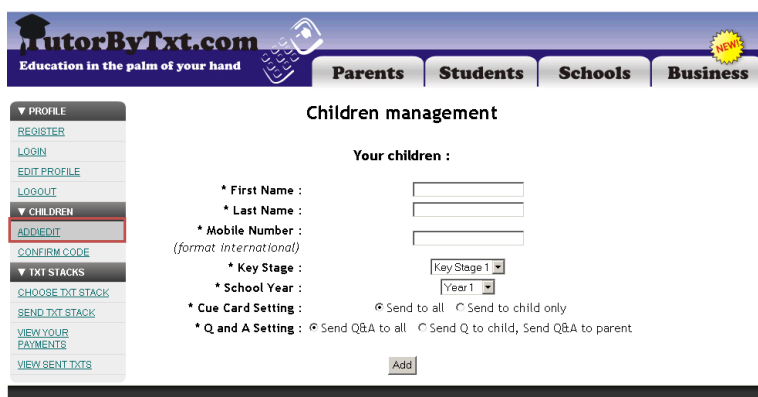 TutorByTxt.com
Education in the palm of your hand
NEW!
Parents Students Schools Business
▼ PROFILE
REGISTER
LOGIN
EDIT PROFILE
LOGOUT
▼ CHILDREN
ADD\EDIT
CONFIRM CODE
▼ TXT STACKS
CHOOSE TXT STACK
SEND TXT STACK
VIEW YOUR
PAYMENTS
VIEW SENT TXTS
Children management
Your children :
* First Name :
* Last Name :
* Mobile Number :
(format international)
* Key Stage : Key Stage 1
* School Year : Year 1
* Cue Card Setting : Send to all Send to child only
* Q and A Setting : Send Q&A to all Send Q to child, Send Q&A to parent
Add